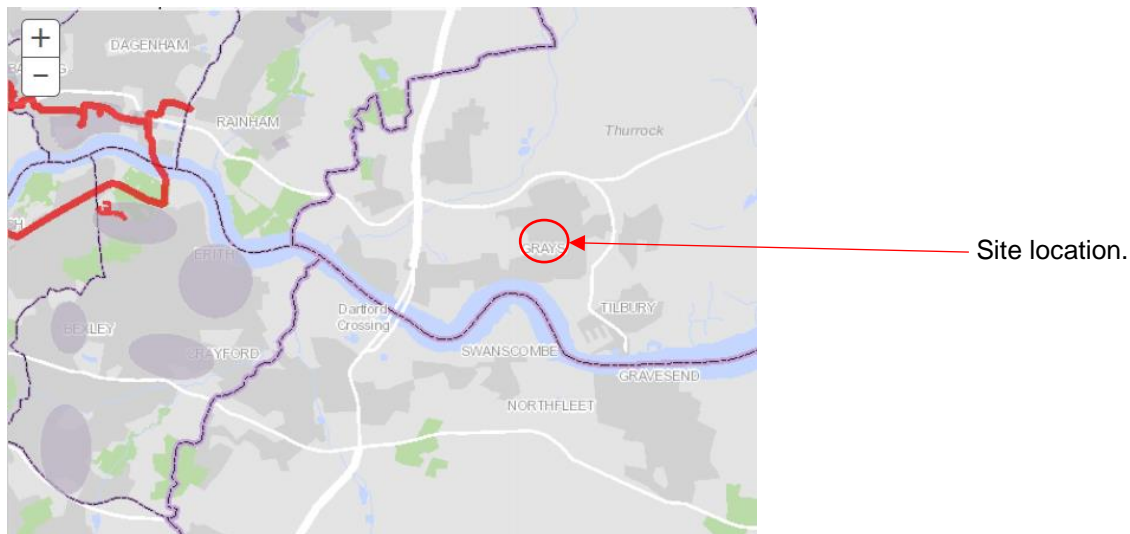 +
−
DAGENHAM
RAINHAM
Thurrock
GRAYS
Site location.
ERITH
TILBURY
Dartford
Crossing
BEXLEY
CRAYFORD
SWANSCOMBE
GRAVESEND
NORTHFLEET